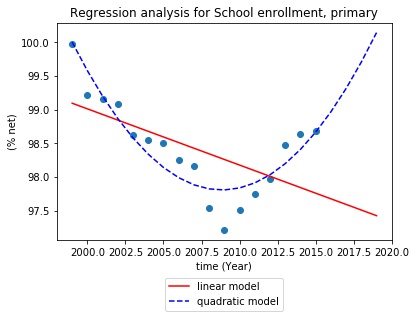 Regression analysis for School enrollment, primary
100.0
99.5
99.0
98.5
98.0
97.5
(% net)
2000.0 2002.5 2005.0 2007.5 2010.0 2012.5 2015.0 2017.5 2020.0
time (Year)
linear model
quadratic model